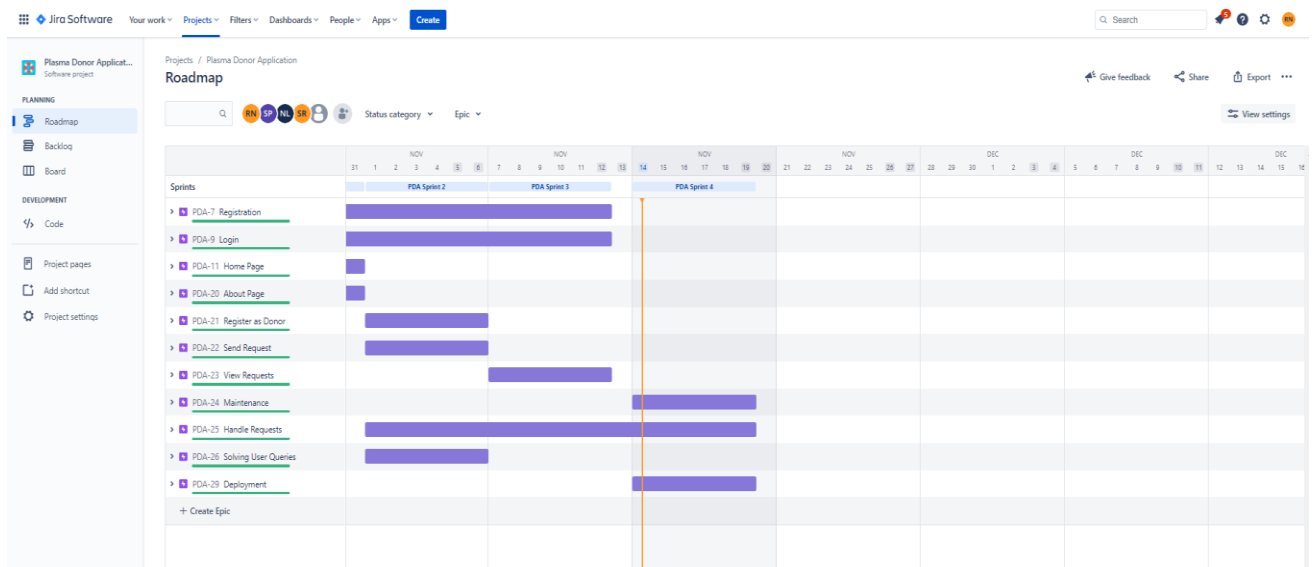 Jira Software Your work Projects Filters Dashboards People Apps Create Search 5 RN
Plasma Donor Applicat...
Software project
PLANNING
Roadmap
Backlog
Board
DEVELOPMENT
Code
Project pages
Add shortcut
Project settings
Projects / Plasma Donor Application
Roadmap
Give feedback Share Export
RN SP NL SR Status category Epic View settings
NOV NOV NOV NOV DEC DEC DEC
31 1 2 3 4 5 6 7 8 9 10 11 12 13 14 15 16 17 18 19 20 21 22 23 24 25 26 27 28 29 30 1 2 3 4 5 6 7 8 9 10 11 12 13 14 15 16
Sprints PDA Sprint 2 PDA Sprint 3 PDA Sprint 4
PDA-7 Registration
PDA-9 Login
PDA-11 Home Page
PDA-20 About Page
PDA-21 Register as Donor
PDA-22 Send Request
PDA-23 View Requests
PDA-24 Maintenance
PDA-25 Handle Requests
PDA-26 Solving User Queries
PDA-29 Deployment
+ Create Epic